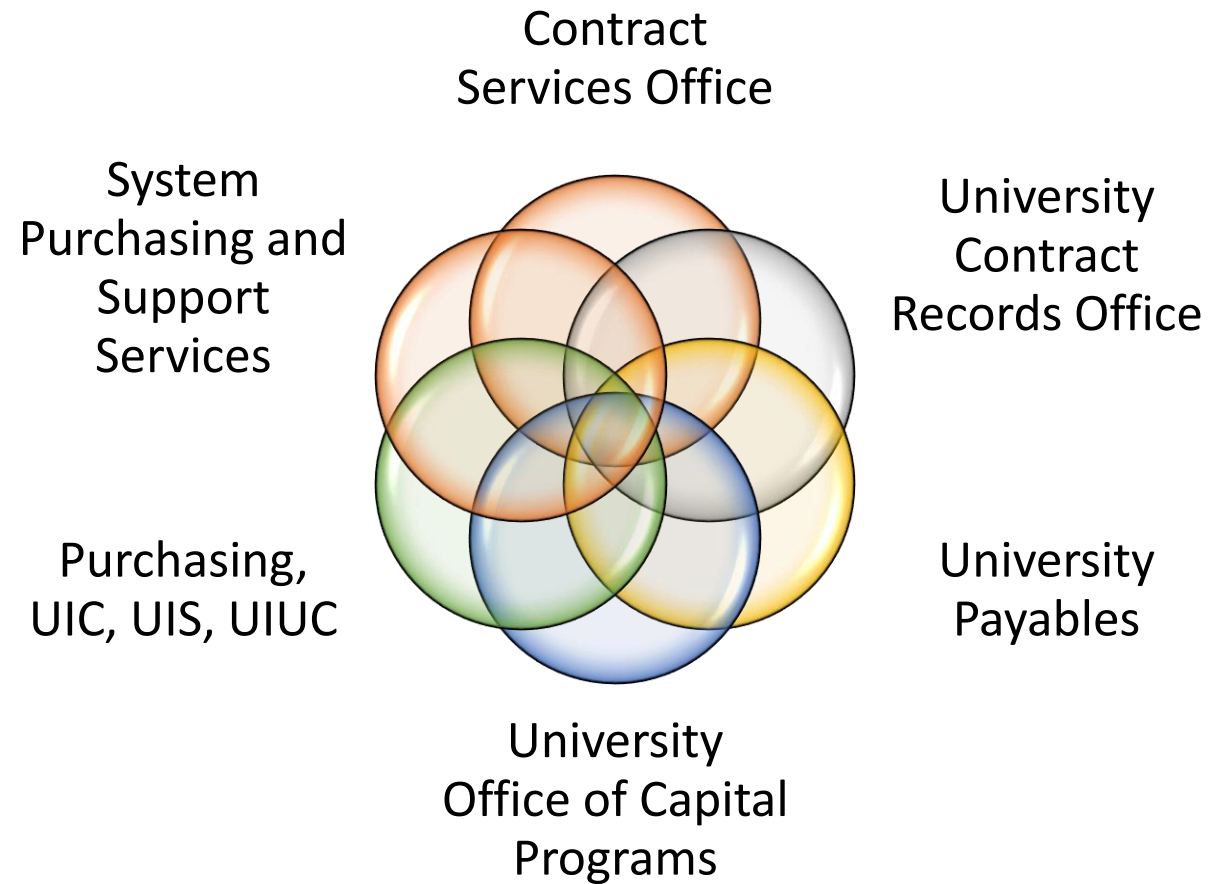 Contract
Services Office
System
Purchasing and
Support
Services
University
Contract
Records Office
Purchasing,
UIC, UIS, UIUC
University
Payables
University
Office of Capital
Programs